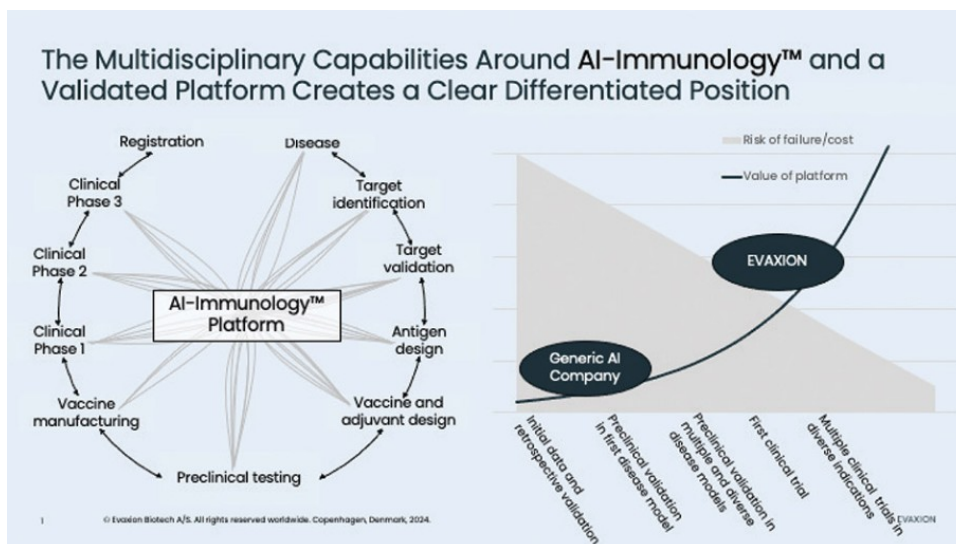 The Multidisciplinary Capabilities Around AI-Immunology™ and a
Validated Platform Creates a Clear Differentiated Position
Registration
Disease
Clinical
Phase 3
Target
identification
Clinical
Phase 2
Target
validation
AI-Immunology™
Platform
Clinical
Phase 1
Antigen
design
Vaccine
manufacturing
Vaccine and
adjuvant design
Preclinical testing
Risk of failure/cost
Value of platform
EVAXION
Generic AI
Company
Initial data and
retrospective validation
Preclinical validation
in first disease model
Preclinical validation in
multiple and diverse
disease models
First clinical trial
Multiple clinical trials in
diverse indications
1
© Evaxion Biotech A/S. All rights reserved worldwide. Copenhagen, Denmark, 2024.
EVAXION